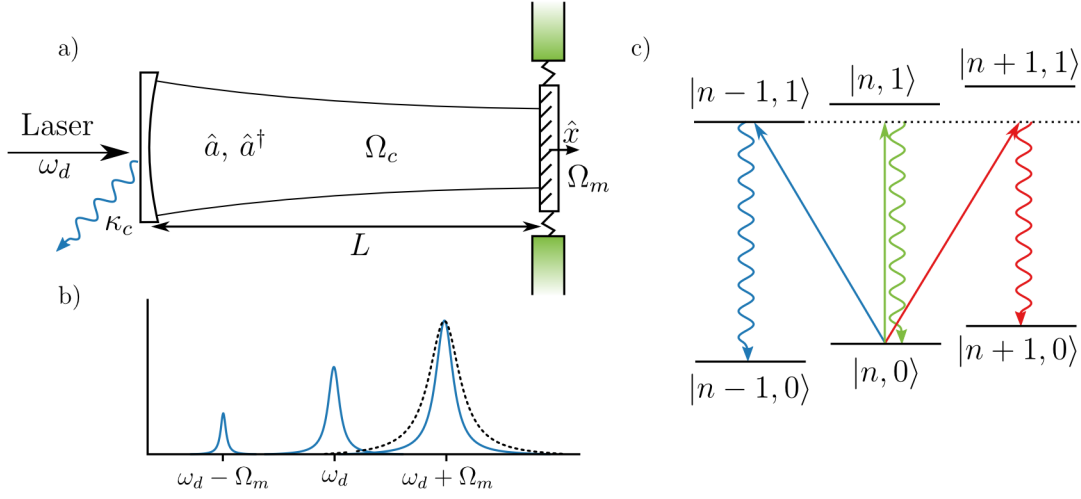 a)
Laser
ω_d
κ_c
â, â†
Ω_c
x̂
Ω_m
L
b)
ω_d − Ω_m
ω_d
ω_d + Ω_m
c)
|n − 1, 1⟩
|n, 1⟩
|n + 1, 1⟩
|n − 1, 0⟩
|n, 0⟩
|n + 1, 0⟩